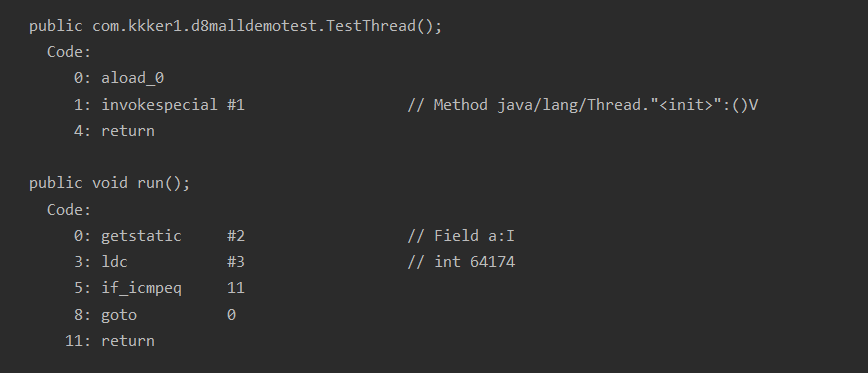 public com.kkker1.d8malldemotest.TestThread();
Code:
0: aload_0
1: invokespecial #1 // Method java/lang/Thread."<init>":()V
4: return
public void run();
Code:
0: getstatic #2 // Field a:I
3: ldc #3 // int 64174
5: if_icmpeq 11
8: goto 0
11: return